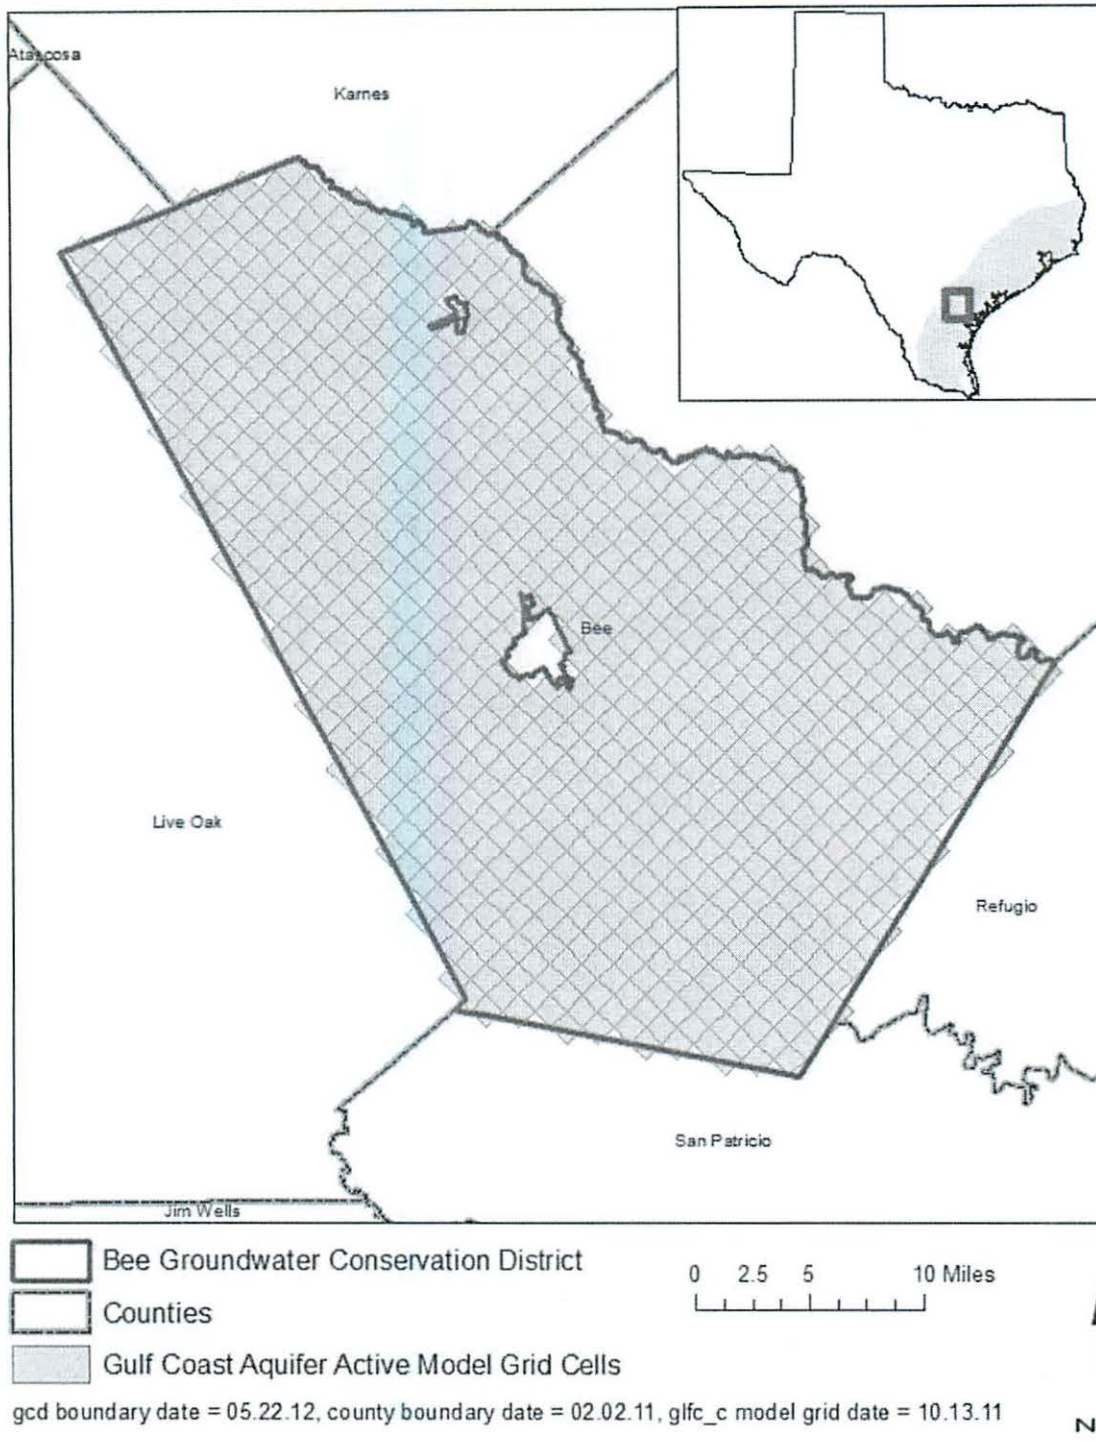 Atascosa
Karnes
Bee
Live Oak
Refugio
San Patricio
Jim Wells
Bee Groundwater Conservation District
0 2.5 5 10 Miles
Counties
Gulf Coast Aquifer Active Model Grid Cells
gcd boundary date = 05.22.12, county boundary date = 02.02.11, glfc_c model grid date = 10.13.11
N